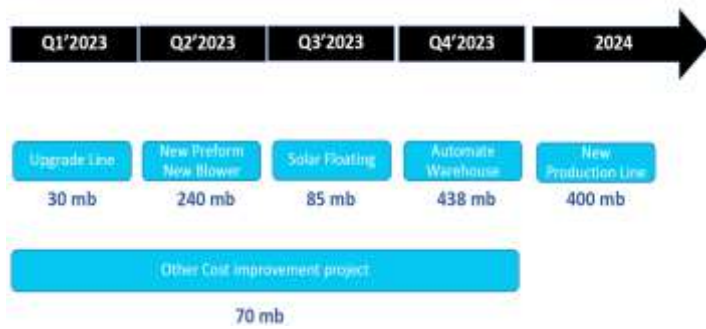 Q1'2023 Q2'2023 Q3'2023 Q4'2023 2024
Upgrade Line
New Preform
New Blower
Solar Floating
Automate
Warehouse
New
Production Line
30 mb 240 mb 85 mb 438 mb 400 mb
Other Cost improvement project
70 mb